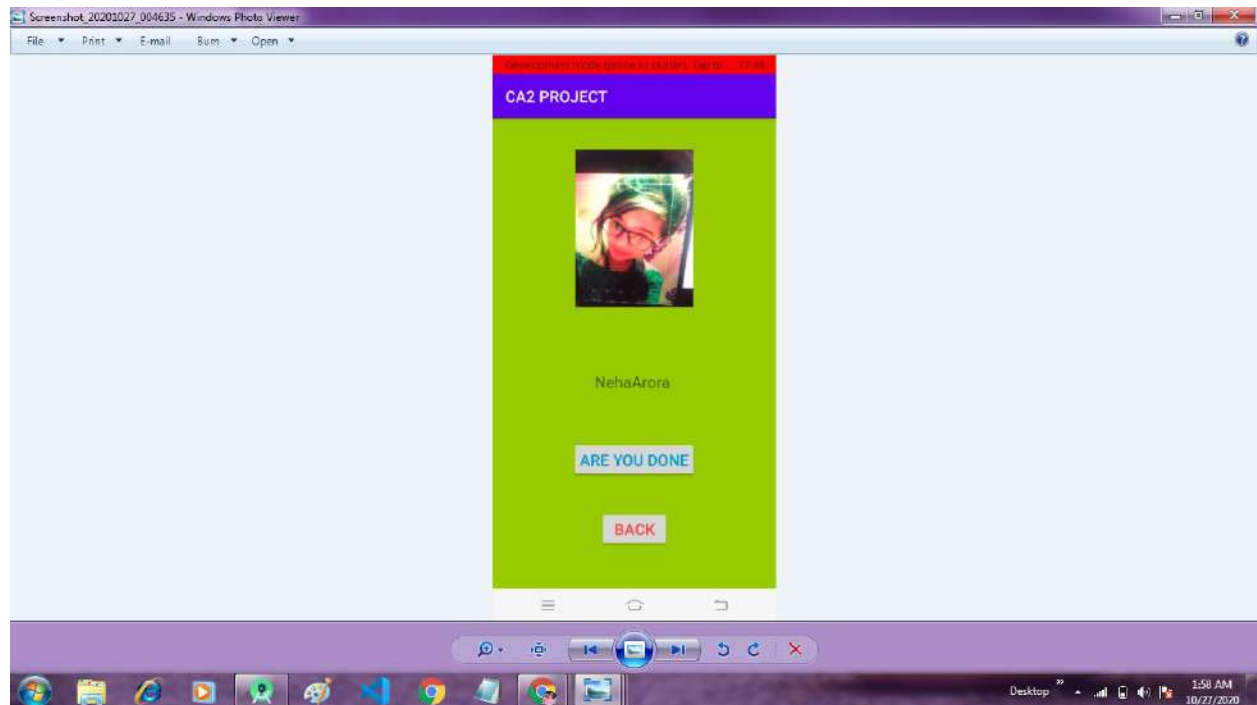 Screenshot_20201027_004635 - Windows Photo Viewer
File Print E-mail Burn Open
CA2 PROJECT
NehaArora
ARE YOU DONE
BACK
Desktop
1:58 AM
10/27/2020